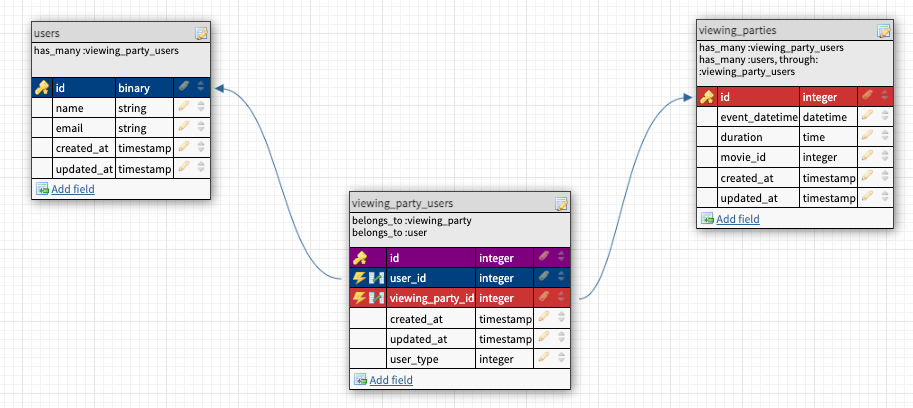 users
has_many :viewing_party_users
id binary
name string
email string
created_at timestamp
updated_at timestamp
Add field
viewing_parties
has_many :viewing_party_users
has_many :users, through:
:viewing_party_users
id integer
event_datetime datetime
duration time
movie_id integer
created_at timestamp
updated_at timestamp
Add field
viewing_party_users
belongs_to :viewing_party
belongs_to :user
id integer
user_id integer
viewing_party_id integer
created_at timestamp
updated_at timestamp
user_type integer
Add field